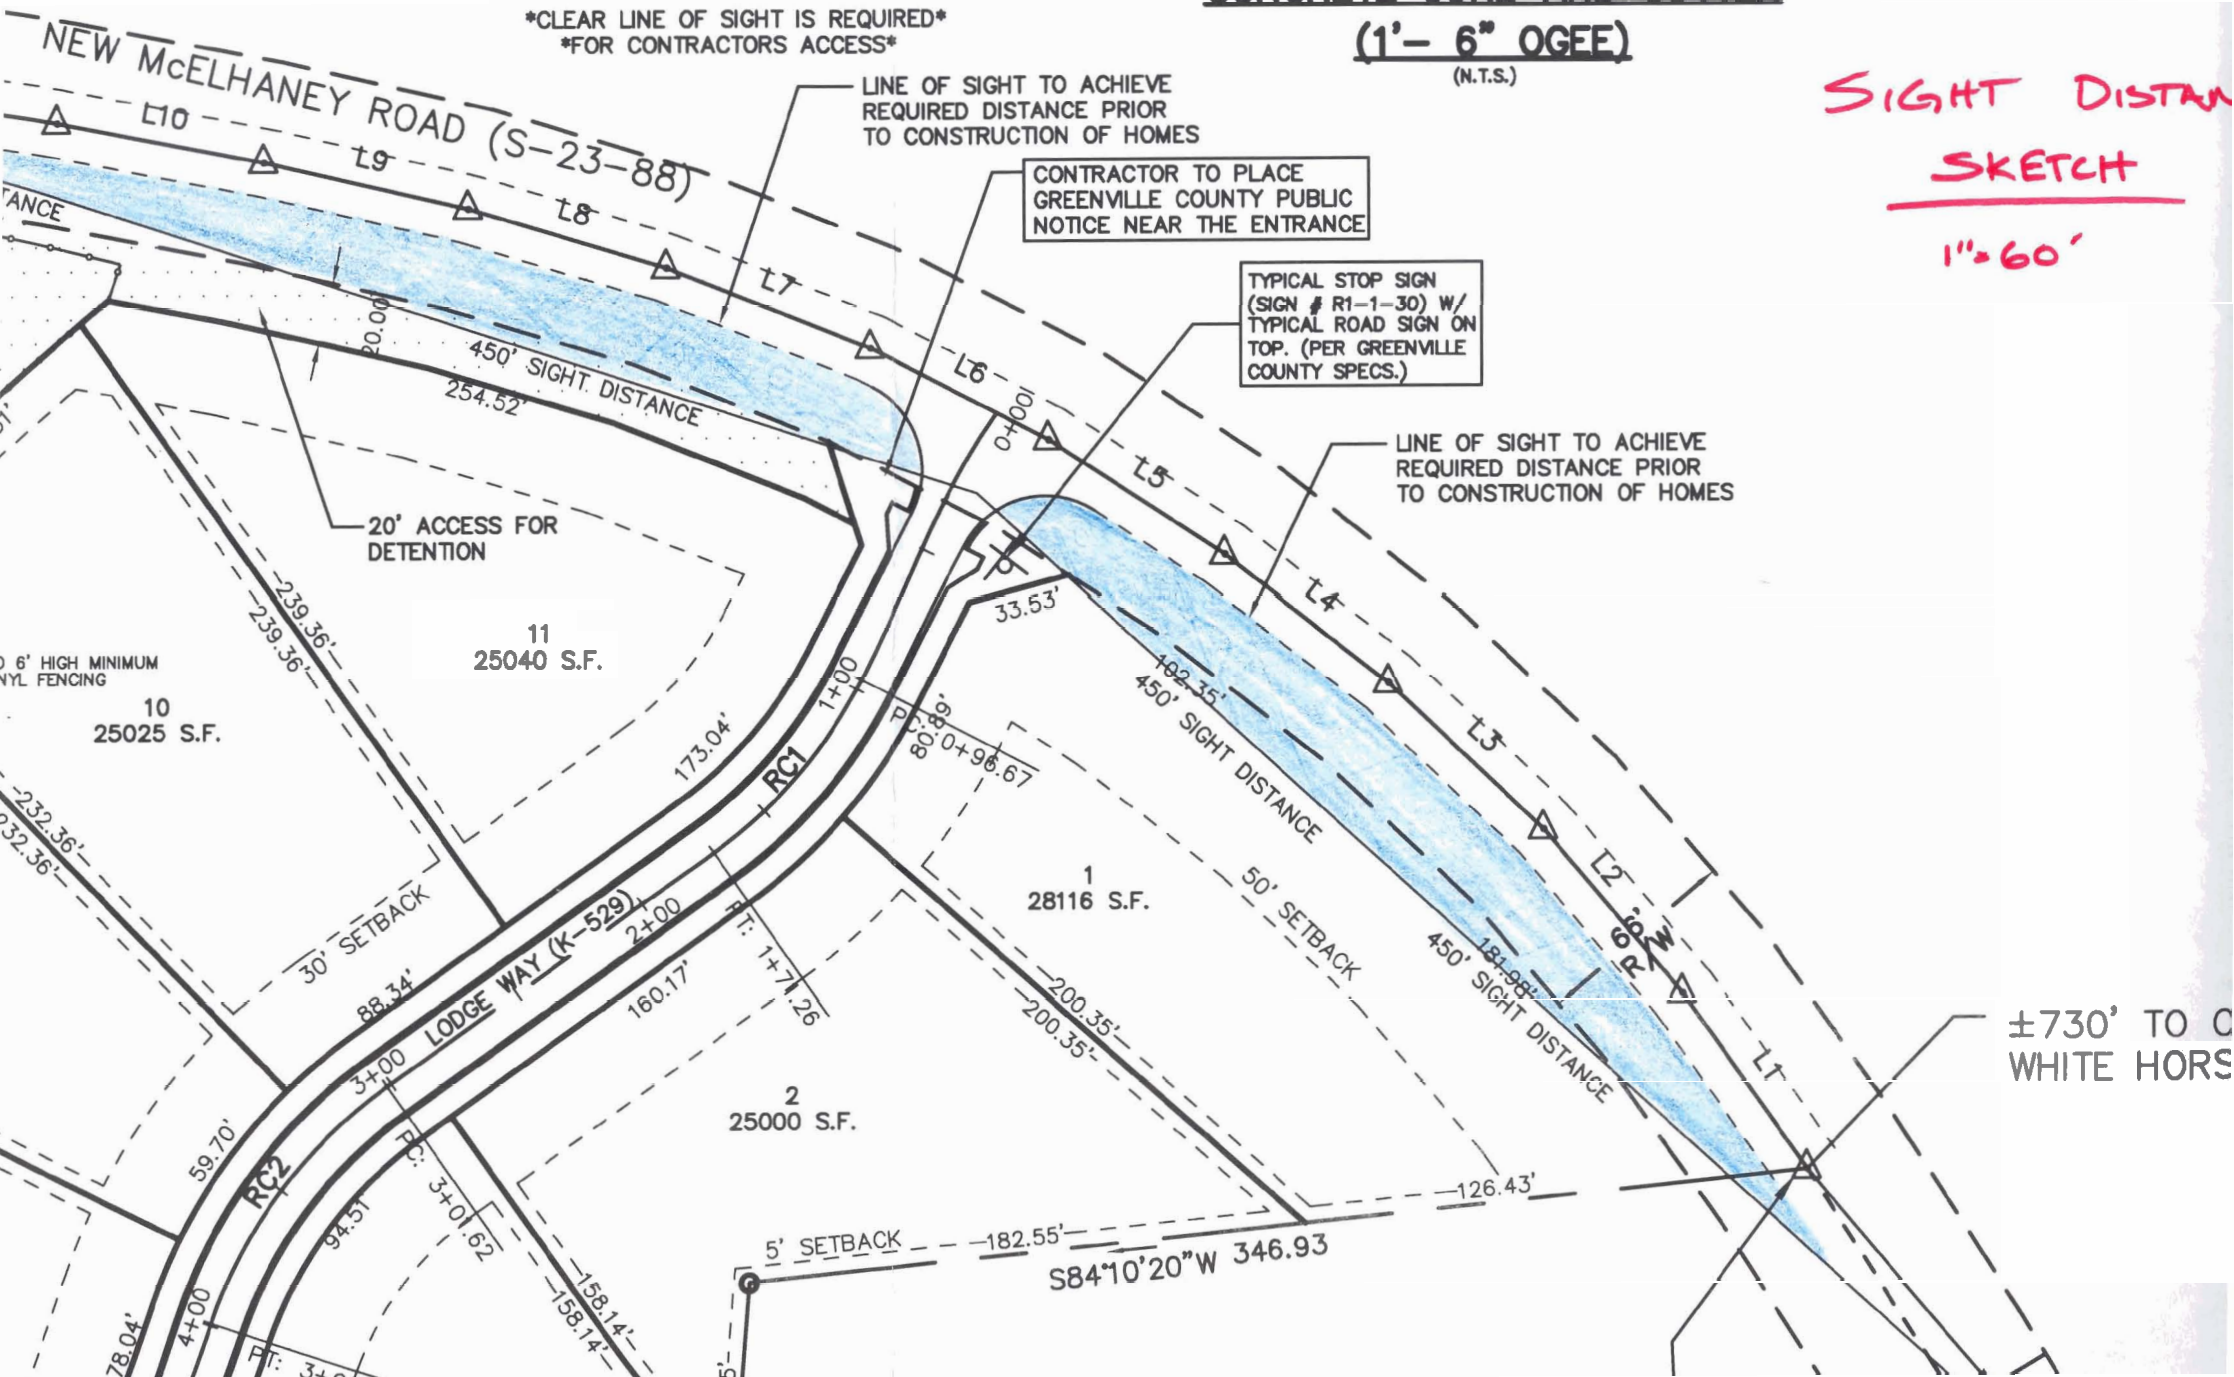 *CLEAR LINE OF SIGHT IS REQUIRED*
*FOR CONTRACTORS ACCESS*
(1'- 6" OGEE)
(N.T.S.)
SIGHT DISTAN
SKETCH
1"=60'
NEW McELHANEY ROAD (S-23-88)
LINE OF SIGHT TO ACHIEVE
REQUIRED DISTANCE PRIOR
TO CONSTRUCTION OF HOMES
CONTRACTOR TO PLACE
GREENVILLE COUNTY PUBLIC
NOTICE NEAR THE ENTRANCE
TYPICAL STOP SIGN
(SIGN # R1-1-30) W/
TYPICAL ROAD SIGN ON
TOP. (PER GREENVILLE
COUNTY SPECS.)
LINE OF SIGHT TO ACHIEVE
REQUIRED DISTANCE PRIOR
TO CONSTRUCTION OF HOMES
L10
L9
L8
L7
L6
L5
L4
L3
L2
L1
TANCE
20.00'
450' SIGHT DISTANCE
254.52'
0+00
20' ACCESS FOR
DETENTION
239.36'
239.36'
11
25040 S.F.
33.53'
6' HIGH MINIMUM
NYL FENCING
10
25025 S.F.
232.36'
232.36'
173.04'
RC1
1+00
80.89'
PC: 0+96.67
102.35'
450' SIGHT DISTANCE
1
28116 S.F.
50' SETBACK
66'
R/W
181.98'
450' SIGHT DISTANCE
30' SETBACK
88.34'
LODGE WAY (K-529)
2+00
PT: 1+71.26
160.17'
200.35'
200.35'
±730' TO C
WHITE HORS
3+00
2
25000 S.F.
59.70'
RC2
PC: 3+01.62
94.51'
126.43'
5' SETBACK
182.55'
S84°10'20"W 346.93
158.14'
158.14'
4+00
78.04'
PT: 3+